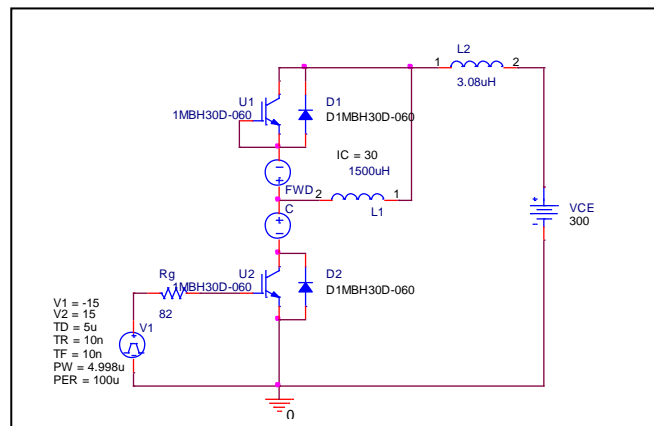 L2
1 2
3.08uH
U1 D1
1MBH30D-060 D1MBH30D-060
IC = 30
1500uH
FWD 2 1
C
L1
VCE
300
Rg U2 D2
1MBH30D-060 D1MBH30D-060
82
V1 = -15
V2 = 15
TD = 5u
TR = 10n
TF = 10n
PW = 4.998u
PER = 100u
V1
0